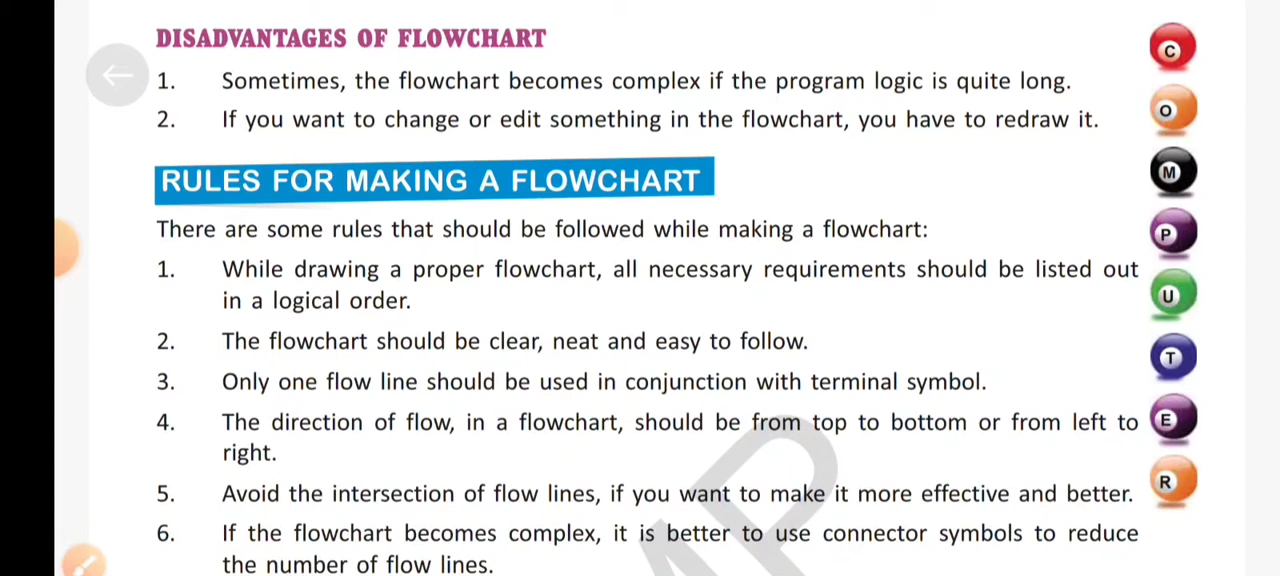 DISADVANTAGES OF FLOWCHART
1. Sometimes, the flowchart becomes complex if the program logic is quite long.
2. If you want to change or edit something in the flowchart, you have to redraw it.
RULES FOR MAKING A FLOWCHART
There are some rules that should be followed while making a flowchart:
1. While drawing a proper flowchart, all necessary requirements should be listed out
in a logical order.
2. The flowchart should be clear, neat and easy to follow.
3. Only one flow line should be used in conjunction with terminal symbol.
4. The direction of flow, in a flowchart, should be from top to bottom or from left to
right.
5. Avoid the intersection of flow lines, if you want to make it more effective and better.
6. If the flowchart becomes complex, it is better to use connector symbols to reduce
the number of flow lines.
C
O
M
P
U
T
E
R